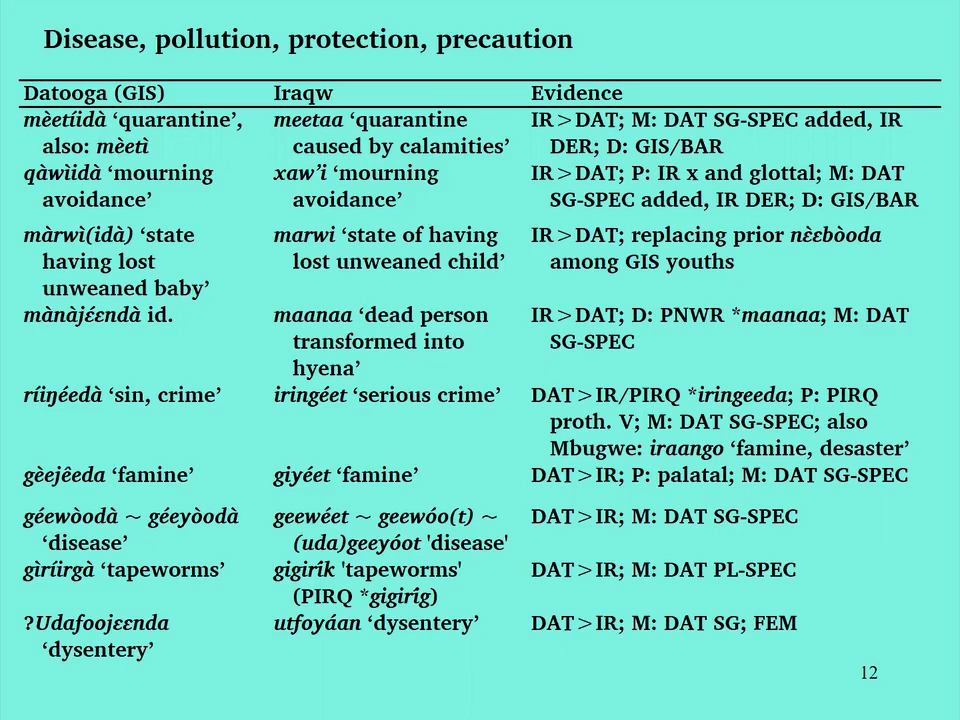 Disease, pollution, protection, precaution
Datooga (GIS) Iraqw Evidence
mèetíidà ‘quarantine’, meetaa ‘quarantine IR>DAT; M: DAT SG-SPEC added, IR
also: mèetì caused by calamities’ DER; D: GIS/BAR
qàwìidà ‘mourning xaw’i ‘mourning IR>DAT; P: IR x and glottal; M: DAT
avoidance’ avoidance’ SG-SPEC added, IR DER; D: GIS/BAR
màrwì(idà) ‘state marwi ‘state of having IR>DAT; replacing prior nὲɛbòoda
having lost lost unweaned child’ among GIS youths
unweaned baby’
mànàjɛ́ɛndà id. maanaa ‘dead person IR>DAT; D: PNWR *maanaa; M: DAT
transformed into SG-SPEC
hyena’
ríiŋéedà ‘sin, crime’ iringéet ‘serious crime’ DAT>IR/PIRQ *iringeeda; P: PIRQ
proth. V; M: DAT SG-SPEC; also
Mbugwe: iraango ‘famine, desaster’
gèejêeda ‘famine’ giyéet ‘famine’ DAT>IR; P: palatal; M: DAT SG-SPEC
géewòodà ~ géeyòodà geewéet ~ geewóo(t) ~ DAT>IR; M: DAT SG-SPEC
‘disease’ (uda)geeyóot 'disease'
gìríirgà ‘tapeworms’ gigirîk 'tapeworms' DAT>IR; M: DAT PL-SPEC
(PIRQ *gigirîg)
?Udafoojɛɛnda utfoyáan ‘dysentery’ DAT>IR; M: DAT SG; FEM
‘dysentery’
12